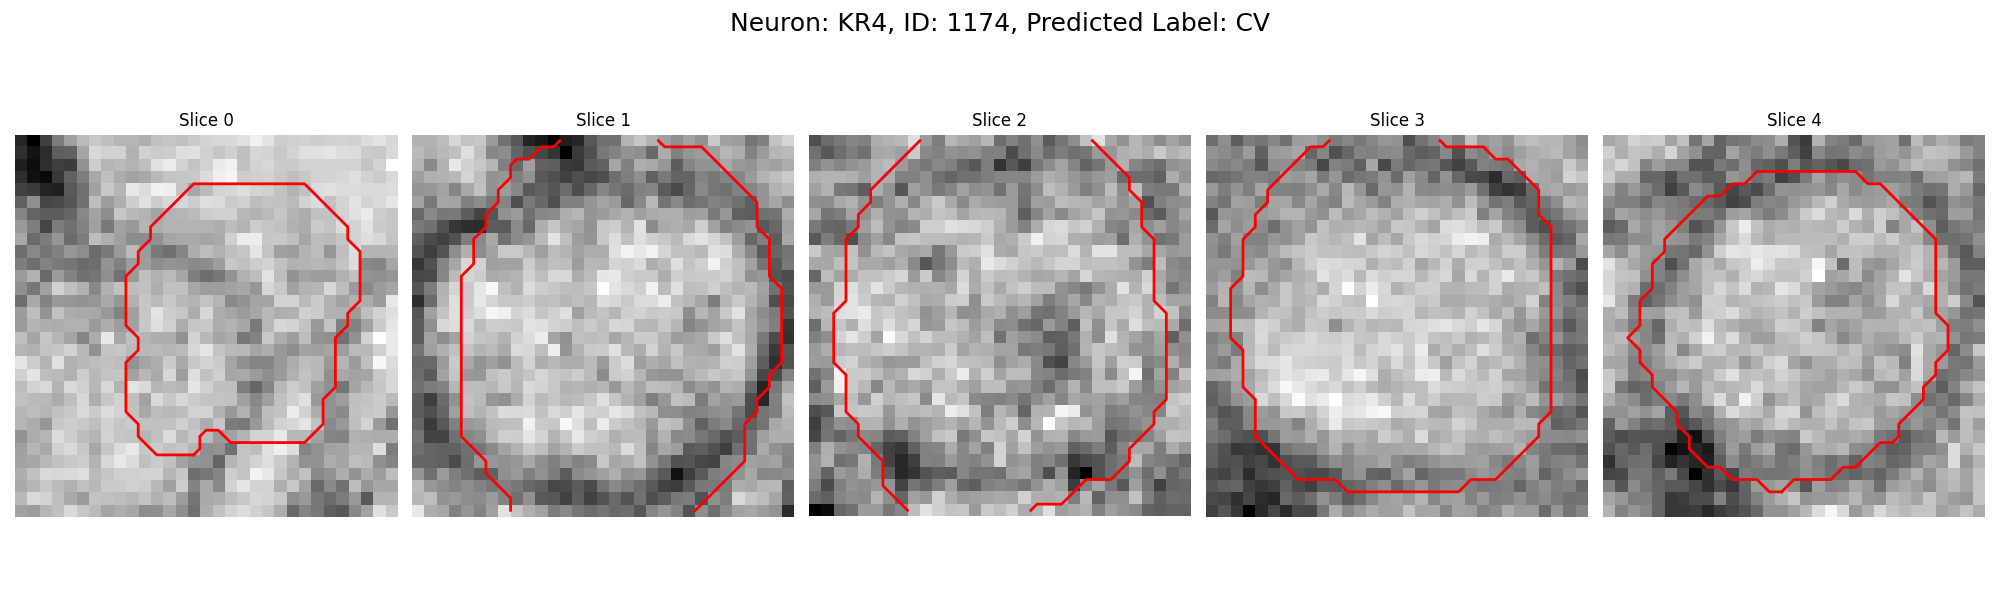 Neuron: KR4, ID: 1174, Predicted Label: CV
Slice 0
Slice 1
Slice 2
Slice 3
Slice 4